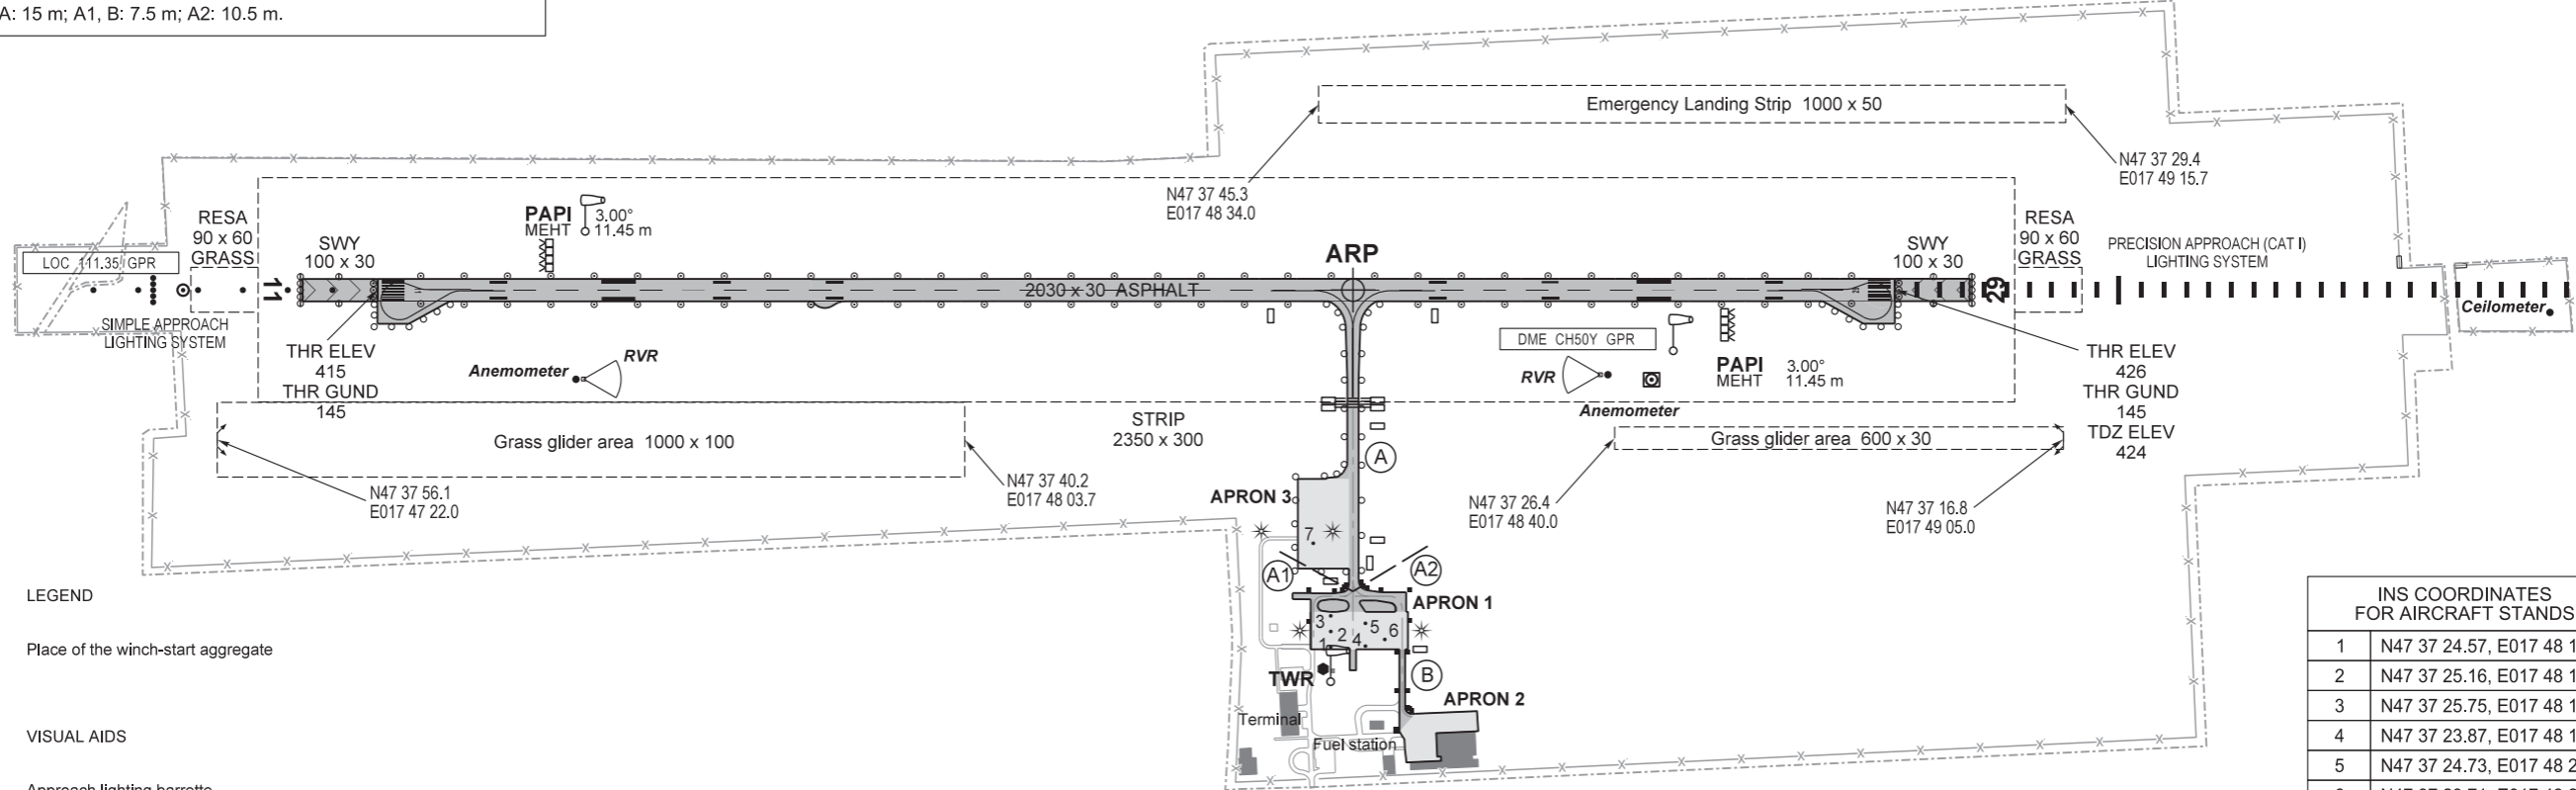 A: 15 m; A1, B: 7.5 m; A2: 10.5 m.
Emergency Landing Strip 1000 x 50
N47 37 29.4
E017 49 15.7
N47 37 45.3
E017 48 34.0
RESA
90 x 60
GRASS
LOC 111.35 GPR
SWY
100 x 30
PAPI 3.00°
MEHT 11.45 m
ARP
SWY
100 x 30
RESA
90 x 60
GRASS
PRECISION APPROACH (CAT I)
LIGHTING SYSTEM
11
2030 x 30 ASPHALT
29
Ceilometer
SIMPLE APPROACH
LIGHTING SYSTEM
THR ELEV
415
THR GUND
145
Anemometer
RVR
DME CH50Y GPR
RVR
Anemometer
PAPI 3.00°
MEHT 11.45 m
THR ELEV
426
THR GUND
145
TDZ ELEV
424
Grass glider area 1000 x 100
STRIP
2350 x 300
Grass glider area 600 x 30
N47 37 56.1
E017 47 22.0
N47 37 40.2
E017 48 03.7
A
N47 37 26.4
E017 48 40.0
N47 37 16.8
E017 49 05.0
APRON 3
7
A1
A2
APRON 1
3
5
6
1
2
4
TWR
B
APRON 2
Terminal
Fuel station
LEGEND
Place of the winch-start aggregate
VISUAL AIDS
Approach lighting barrette
INS COORDINATES
FOR AIRCRAFT STANDS
1 N47 37 24.57, E017 48 1
2 N47 37 25.16, E017 48 1
3 N47 37 25.75, E017 48 1
4 N47 37 23.87, E017 48 1
5 N47 37 24.73, E017 48 2